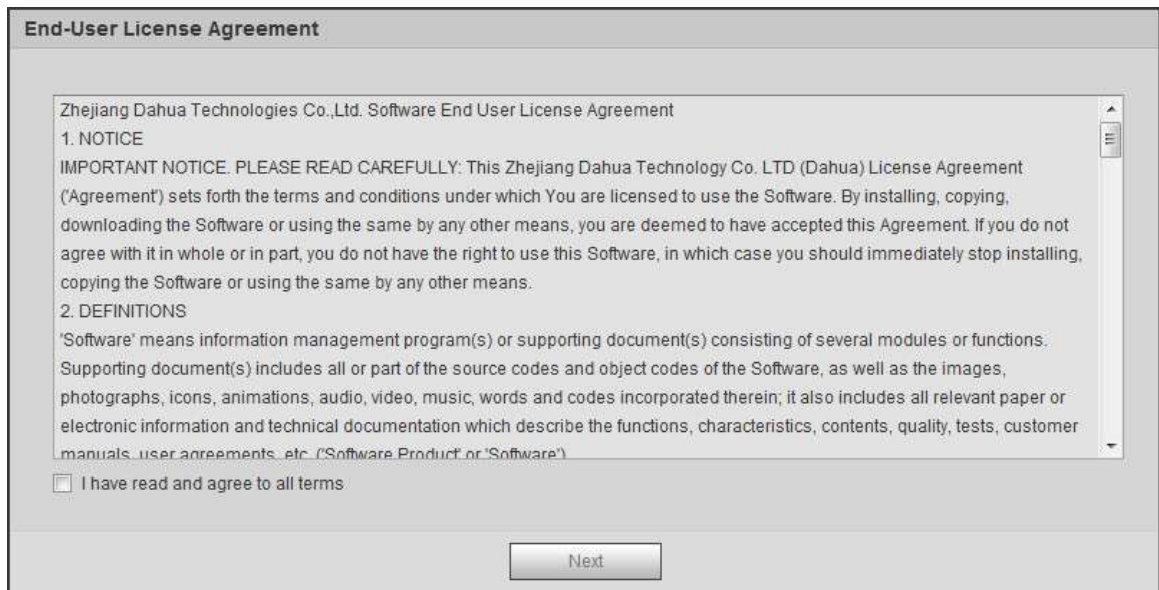 End-User License Agreement
Zhejiang Dahua Technologies Co.,Ltd. Software End User License Agreement
1. NOTICE
IMPORTANT NOTICE. PLEASE READ CAREFULLY: This Zhejiang Dahua Technology Co. LTD (Dahua) License Agreement
('Agreement') sets forth the terms and conditions under which You are licensed to use the Software. By installing, copying,
downloading the Software or using the same by any other means, you are deemed to have accepted this Agreement. If you do not
agree with it in whole or in part, you do not have the right to use this Software, in which case you should immediately stop installing,
copying the Software or using the same by any other means.
2. DEFINITIONS
'Software' means information management program(s) or supporting document(s) consisting of several modules or functions.
Supporting document(s) includes all or part of the source codes and object codes of the Software, as well as the images,
photographs, icons, animations, audio, video, music, words and codes incorporated therein; it also includes all relevant paper or
electronic information and technical documentation which describe the functions, characteristics, contents, quality, tests, customer
manuals, user agreements, etc. ('Software Product' or 'Software')
I have read and agree to all terms
Next